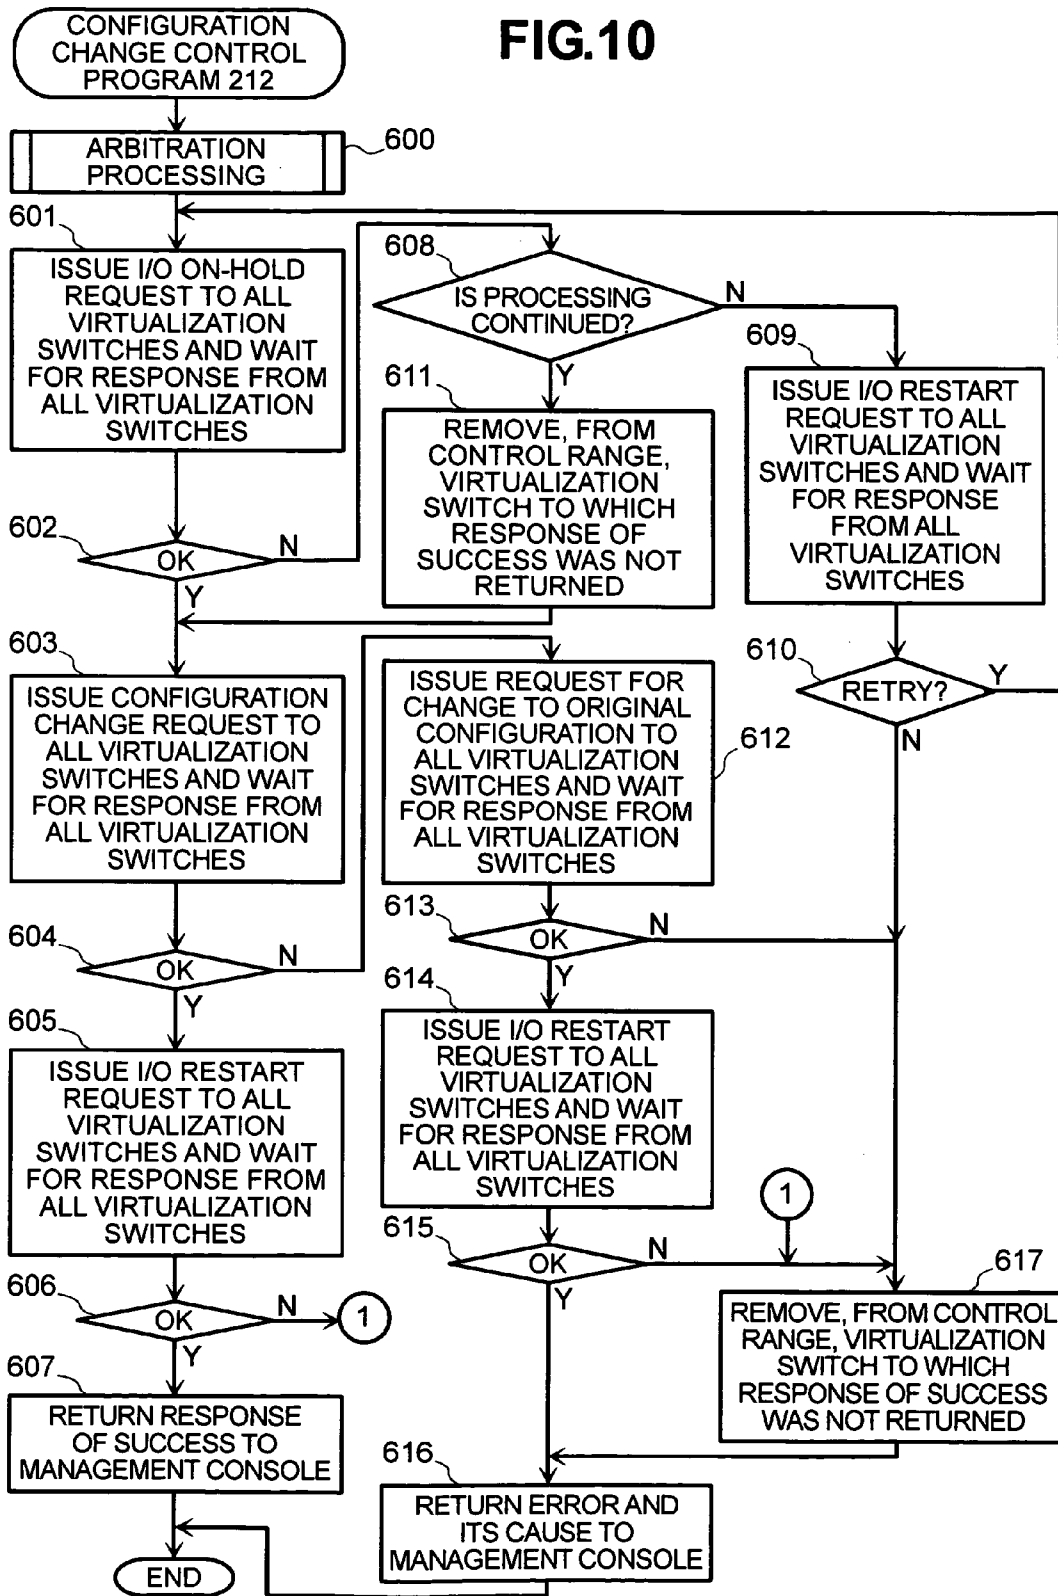 FIG.10
CONFIGURATION
CHANGE CONTROL
PROGRAM 212
ARBITRATION
PROCESSING
600
601
ISSUE I/O ON-HOLD
REQUEST TO ALL
VIRTUALIZATION
SWITCHES AND WAIT
FOR RESPONSE FROM
ALL VIRTUALIZATION
SWITCHES
602
OK
N
Y
603
ISSUE CONFIGURATION
CHANGE REQUEST TO
ALL VIRTUALIZATION
SWITCHES AND WAIT
FOR RESPONSE FROM
ALL VIRTUALIZATION
SWITCHES
604
OK
N
Y
605
ISSUE I/O RESTART
REQUEST TO ALL
VIRTUALIZATION
SWITCHES AND WAIT
FOR RESPONSE FROM
ALL VIRTUALIZATION
SWITCHES
606
OK
N
1
Y
607
RETURN RESPONSE
OF SUCCESS TO
MANAGEMENT CONSOLE
END
608
IS PROCESSING
CONTINUED?
N
Y
611
REMOVE, FROM
CONTROL RANGE,
VIRTUALIZATION
SWITCH TO WHICH
RESPONSE OF
SUCCESS WAS NOT
RETURNED
ISSUE REQUEST FOR
CHANGE TO ORIGINAL
CONFIGURATION TO
ALL VIRTUALIZATION
SWITCHES AND WAIT
FOR RESPONSE FROM
ALL VIRTUALIZATION
SWITCHES
612
613
OK
N
Y
614
ISSUE I/O RESTART
REQUEST TO ALL
VIRTUALIZATION
SWITCHES AND WAIT
FOR RESPONSE FROM
ALL VIRTUALIZATION
SWITCHES
615
OK
N
Y
1
616
RETURN ERROR AND
ITS CAUSE TO
MANAGEMENT CONSOLE
609
ISSUE I/O RESTART
REQUEST TO ALL
VIRTUALIZATION
SWITCHES AND WAIT
FOR RESPONSE
FROM ALL
VIRTUALIZATION
SWITCHES
610
RETRY?
Y
N
617
REMOVE, FROM CONTROL
RANGE, VIRTUALIZATION
SWITCH TO WHICH
RESPONSE OF SUCCESS
WAS NOT RETURNED